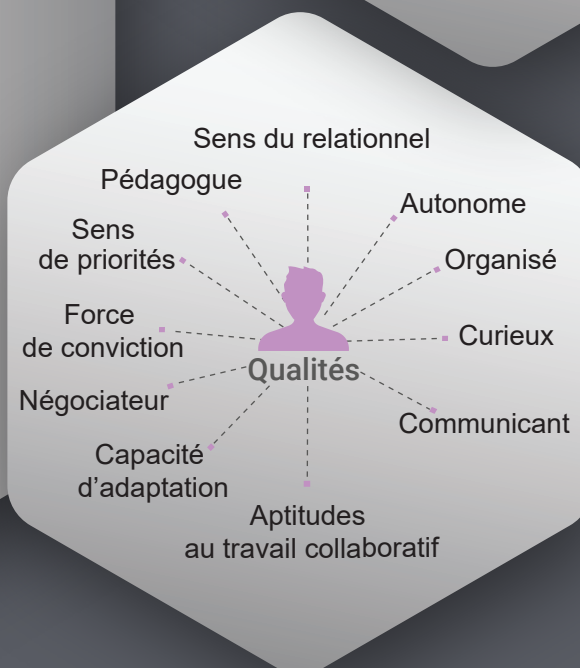 Sens du relationnel
Pédagogue
Autonome
Sens
de priorités
Organisé
Force
de conviction
Curieux
Qualités
Négociateur
Communicant
Capacité
d’adaptation
Aptitudes
au travail collaboratif